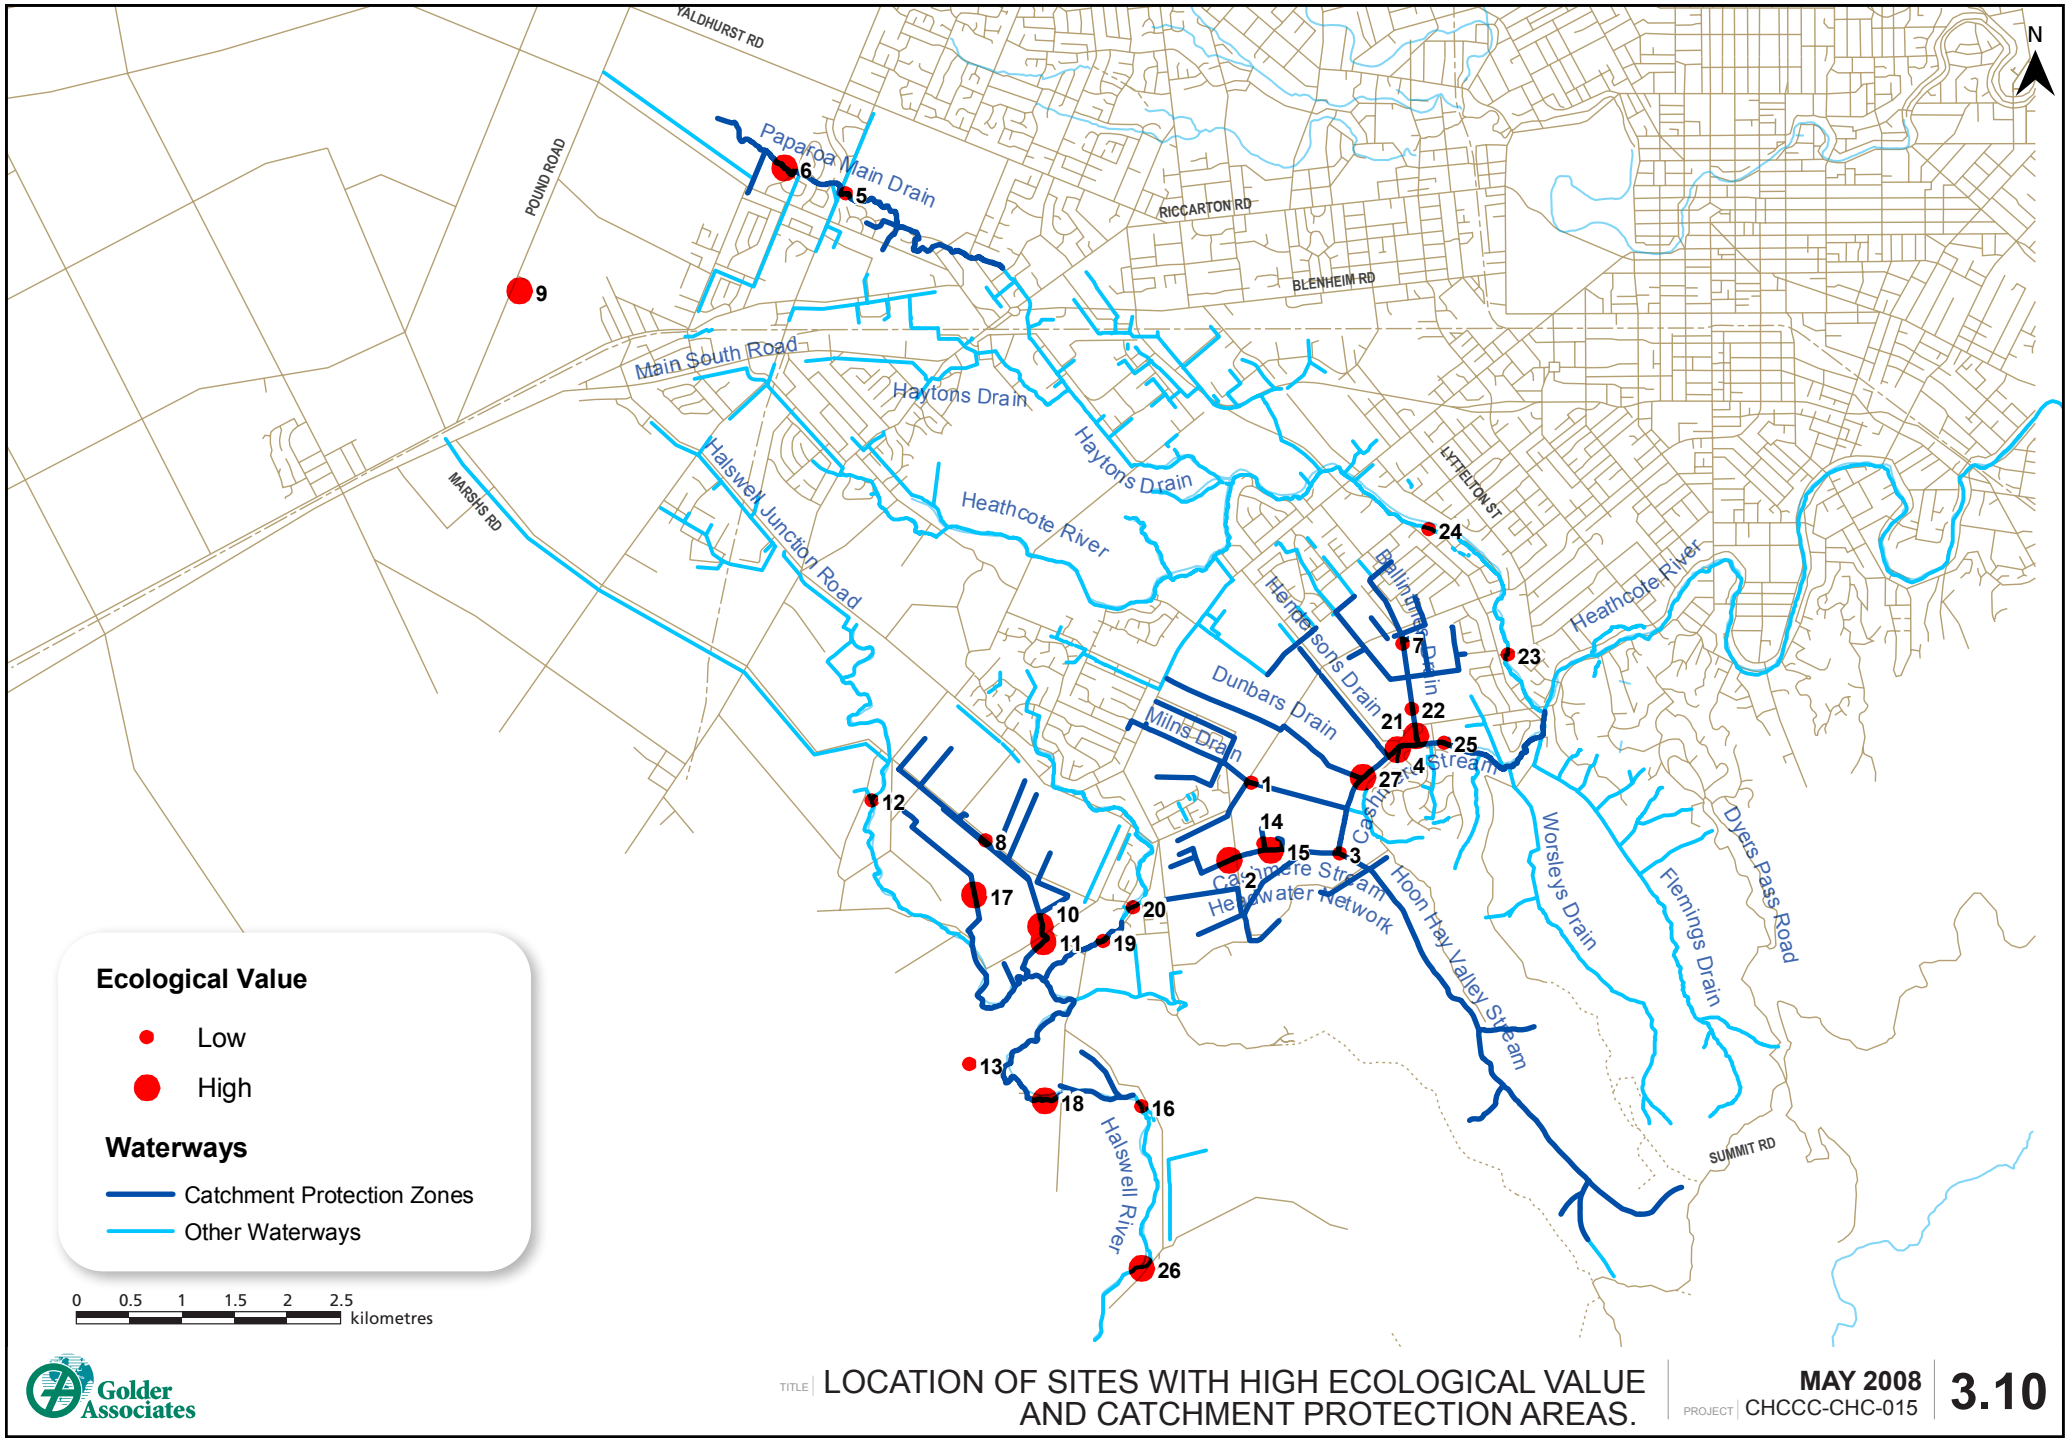 YALDHURST RD
N
Paparoa Main Drain
6
5
POUND ROAD
RICCARTON RD
9
BLENHEIM RD
Main South Road
Haytons Drain
Haytons Drain
LYTTELTON ST
MARSHS RD
Halswell Junction Road
Heathcote River
24
Ballintines Drain
Heathcote River
Hendersons Drain
7
23
Dunbars Drain
22
21
Milns Drain
25
4
Cashmere Stream
27
1
12
14
8
15
3
Cashmere Stream
Headwater Network
2
Hoon Hay Valley Stream
Worsleys Drain
Flemings Drain
Dyers Pass Road
17
10
20
11
19
13
18
16
Halswell River
SUMMIT RD
26
Ecological Value
Low
High
Waterways
Catchment Protection Zones
Other Waterways
0 0.5 1 1.5 2 2.5
kilometres
Golder
Associates
TITLE
LOCATION OF SITES WITH HIGH ECOLOGICAL VALUE
AND CATCHMENT PROTECTION AREAS.
MAY 2008
PROJECT CHCCC-CHC-015
3.10